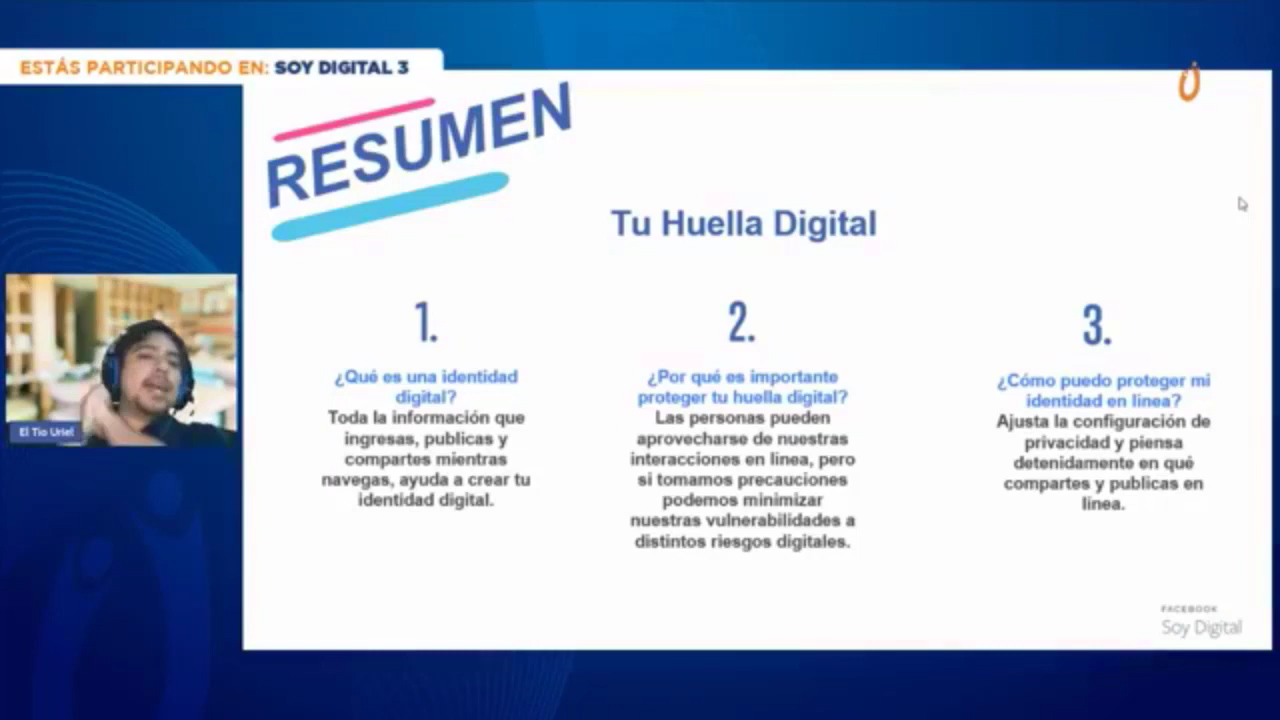 ESTÁS PARTICIPANDO EN: SOY DIGITAL 3
RESUMEN
Tu Huella Digital
1.
¿Qué es una identidad
digital?
Toda la información que
ingresas, publicas y
compartes mientras
navegas, ayuda a crear tu
identidad digital.
2.
¿Por qué es importante
proteger tu huella digital?
Las personas pueden
aprovecharse de nuestras
interacciones en línea, pero
si tomamos precauciones
podemos minimizar
nuestras vulnerabilidades a
distintos riesgos digitales.
3.
¿Cómo puedo proteger mi
identidad en línea?
Ajusta la configuración de
privacidad y piensa
detenidamente en qué
compartes y publicas en
línea.
El Tío Uriel
FACEBOOK
Soy Digital